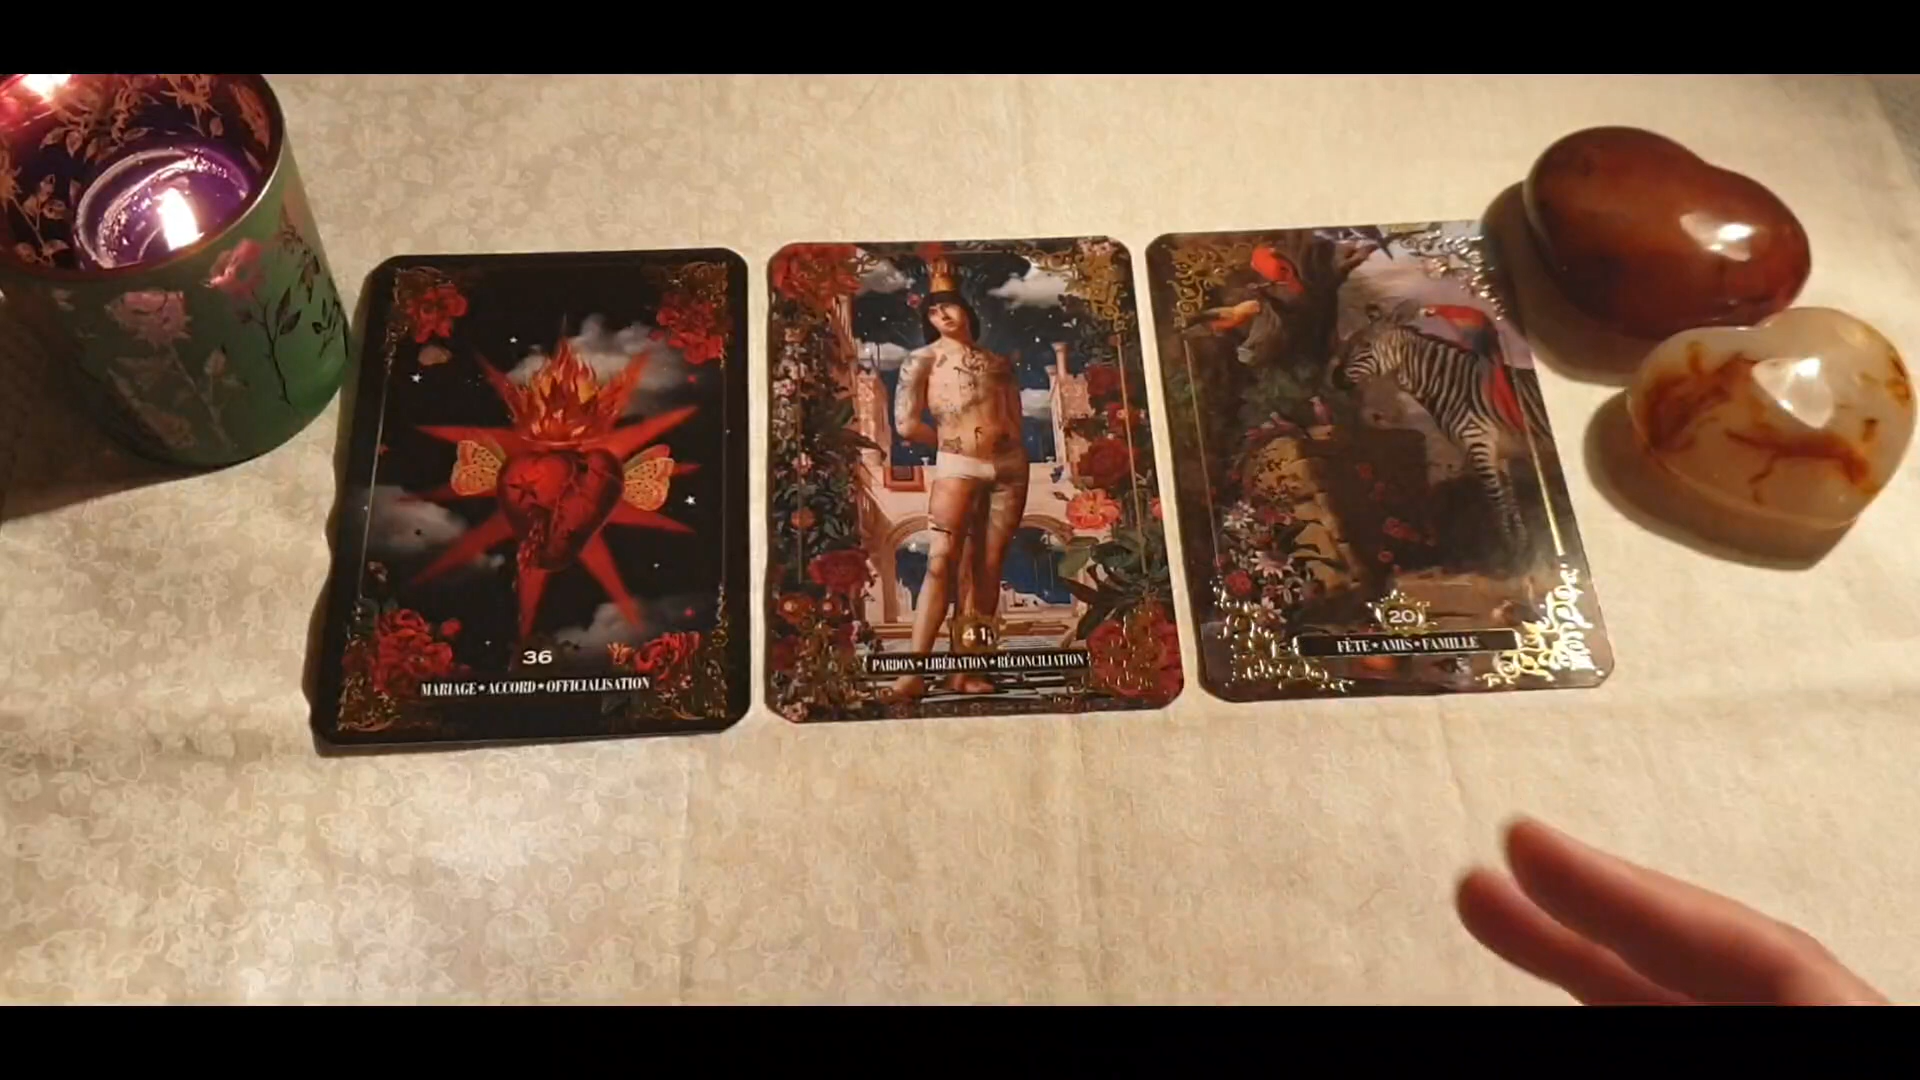 36
MARIAGE★ACCORD★OFFICIALISATION
41
PARDON★LIBÉRATION★RÉCONCILIATION
20
FÊTE★AMIS★FAMILLE